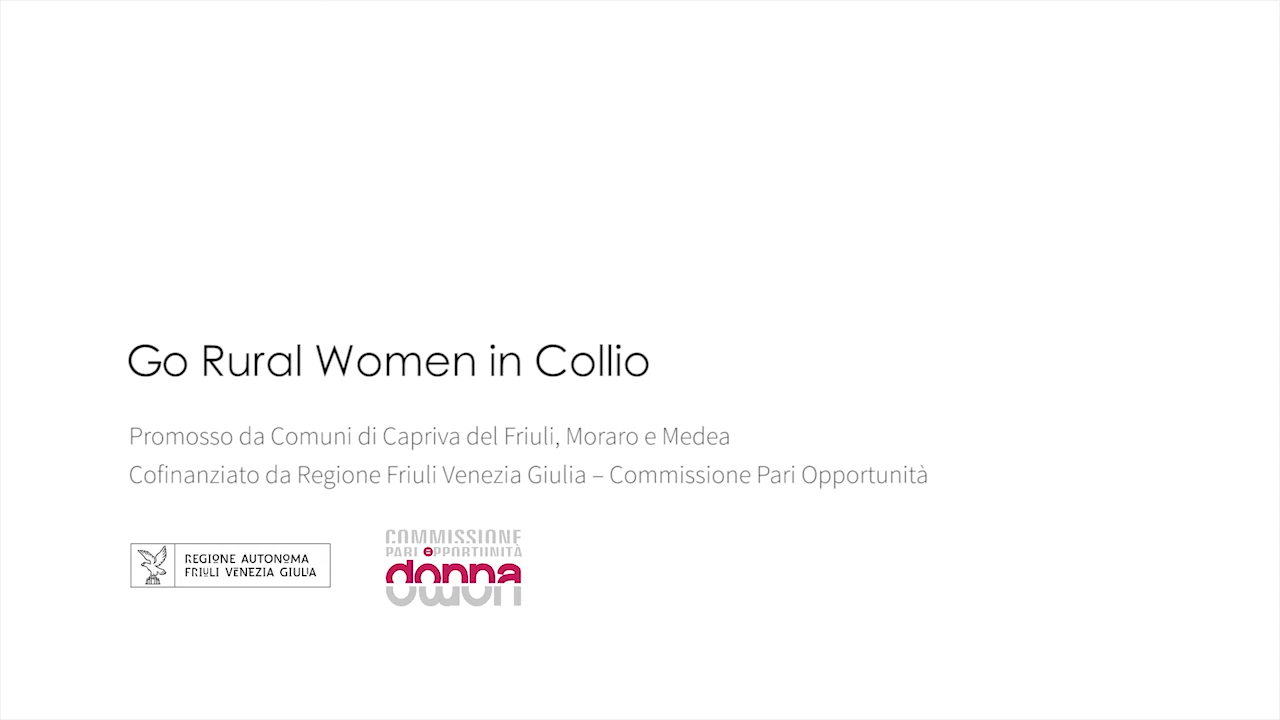 Go Rural Women in Collio
Promosso da Comuni di Capriva del Friuli, Moraro e Medea
Cofinanziato da Regione Friuli Venezia Giulia – Commissione Pari Opportunità
REGIONE AUTONOMA
FRIULI VENEZIA GIULIA
COMMISSIONE
PARI OPPORTUNITÀ
donna
uomo